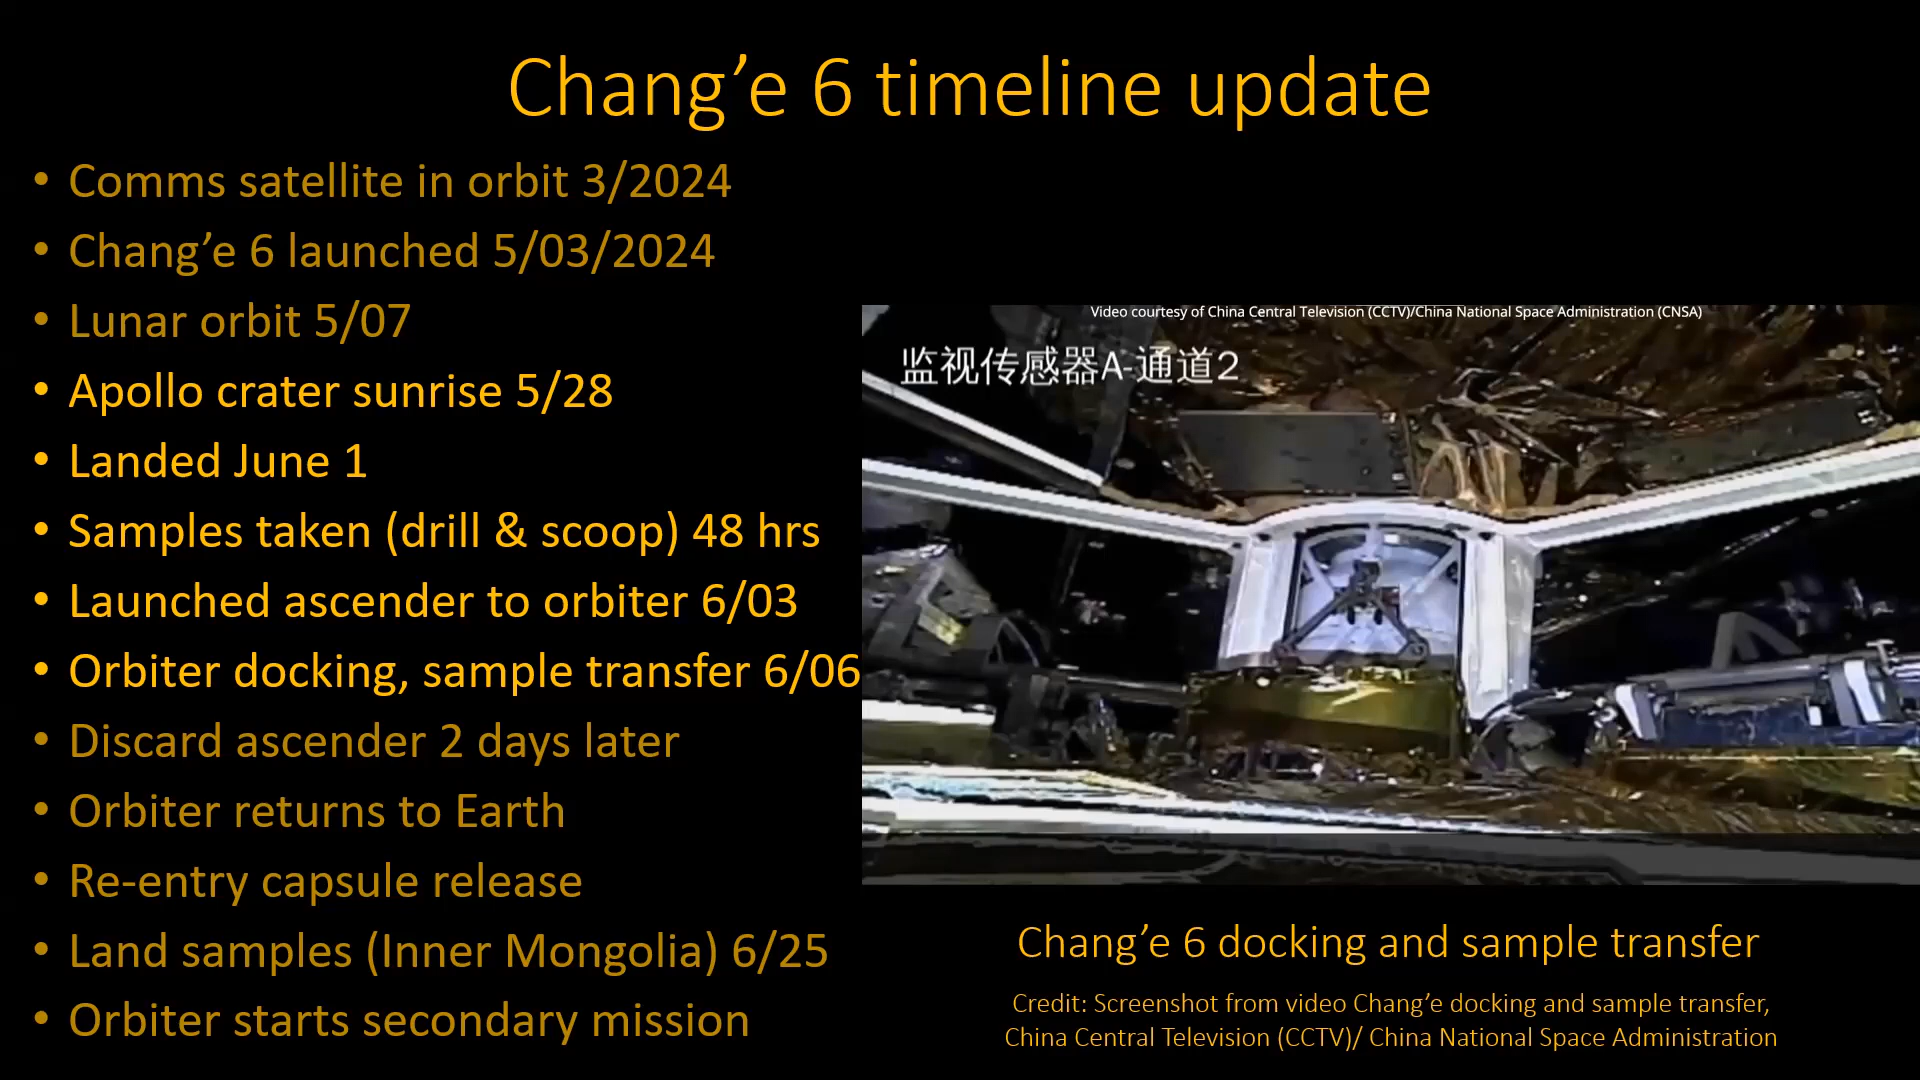 Chang’e 6 timeline update
• Comms satellite in orbit 3/2024
• Chang’e 6 launched 5/03/2024
• Lunar orbit 5/07
• Apollo crater sunrise 5/28
• Landed June 1
• Samples taken (drill & scoop) 48 hrs
• Launched ascender to orbiter 6/03
• Orbiter docking, sample transfer 6/06
• Discard ascender 2 days later
• Orbiter returns to Earth
• Re-entry capsule release
• Land samples (Inner Mongolia) 6/25
• Orbiter starts secondary mission
Video courtesy of China Central Television (CCTV)/China National Space Administration (CNSA)
监视传感器A-通道2
Chang’e 6 docking and sample transfer
Credit: Screenshot from video Chang’e docking and sample transfer,
China Central Television (CCTV)/ China National Space Administration